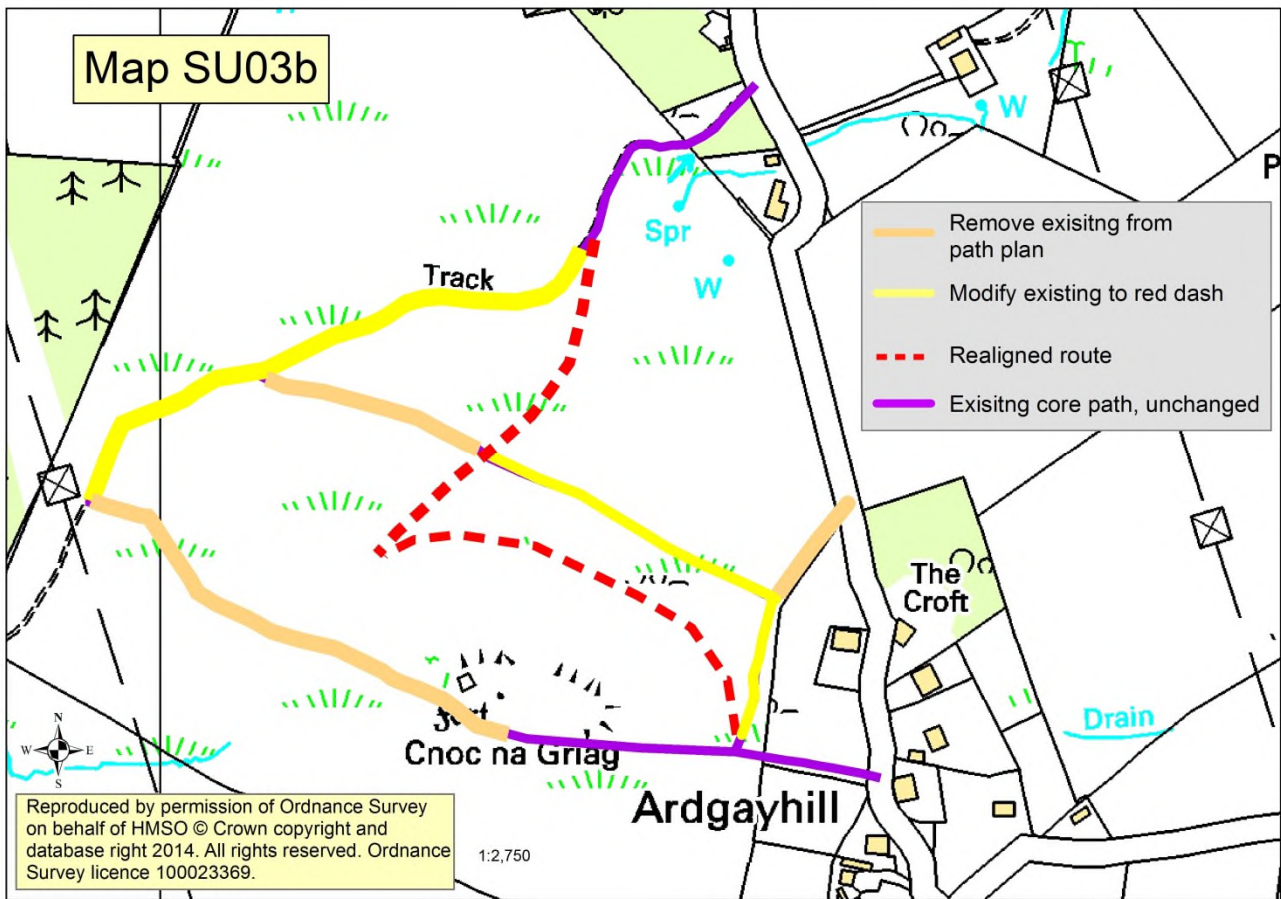 Map SU03b
W
T
P
Spr
W
Track
Remove exisitng from
path plan
Modify existing to red dash
Realigned route
Exisitng core path, unchanged
The
Croft
Drain
Cnoc na Griag
Ardgayhill
N
W
E
S
Reproduced by permission of Ordnance Survey
on behalf of HMSO © Crown copyright and
database right 2014. All rights reserved. Ordnance
Survey licence 100023369.
1:2,750